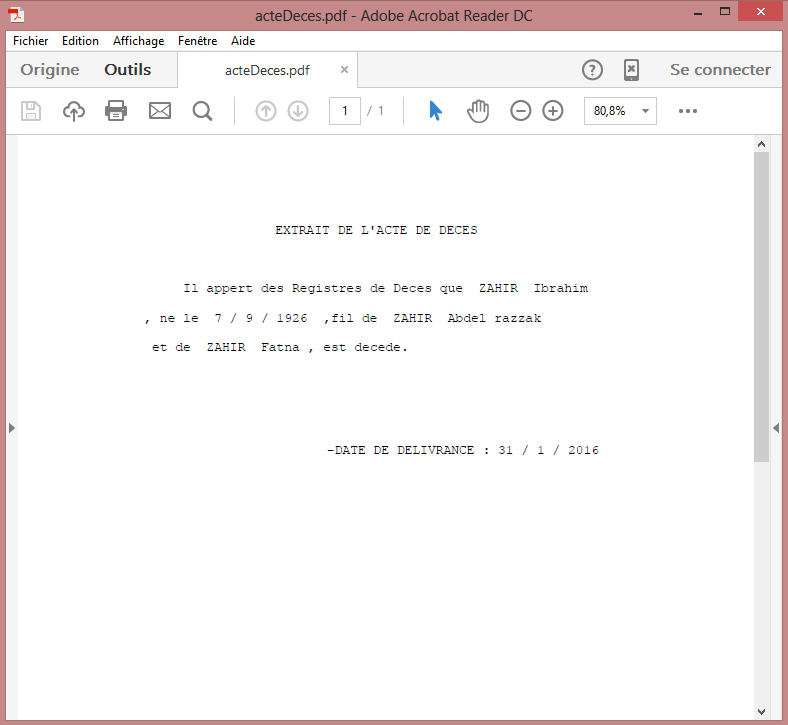 acteDeces.pdf - Adobe Acrobat Reader DC
Fichier Edition Affichage Fenêtre Aide
Origine Outils acteDeces.pdf × ? Se connecter
1 / 1 80,8%
EXTRAIT DE L'ACTE DE DECES
Il appert des Registres de Deces que ZAHIR Ibrahim
, ne le 7 / 9 / 1926 ,fil de ZAHIR Abdel razzak
et de ZAHIR Fatna , est decede.
-DATE DE DELIVRANCE : 31 / 1 / 2016